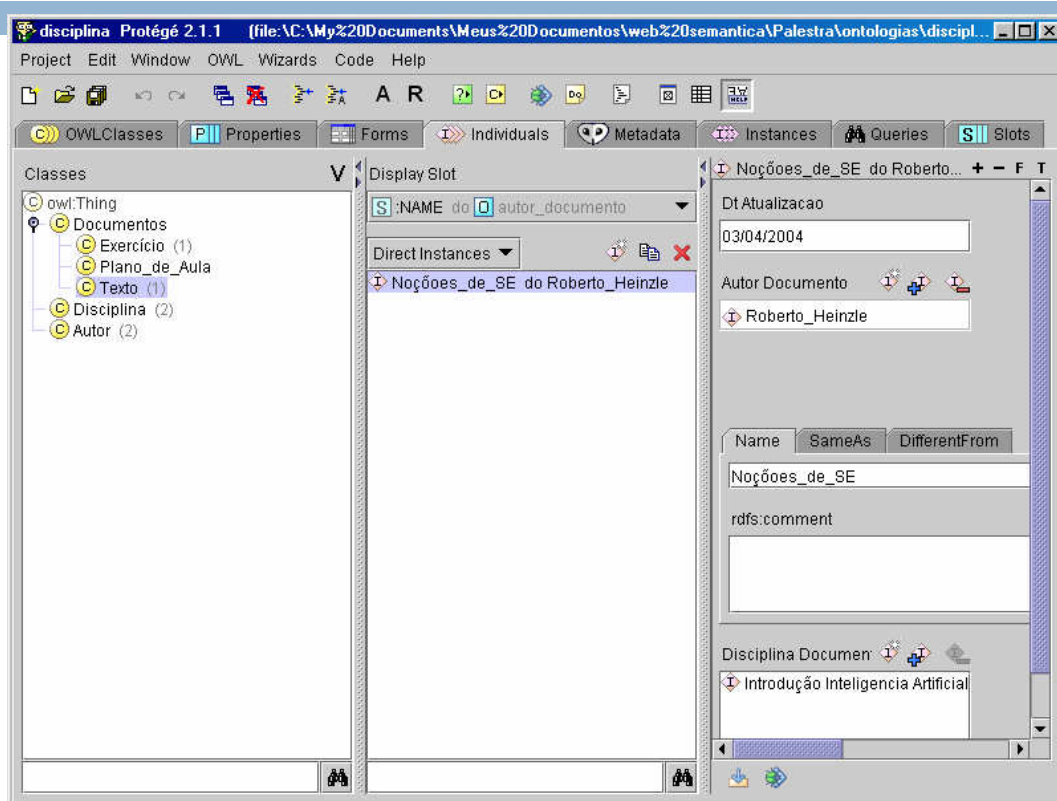 disciplina Protégé 2.1.1 (file:\C:\My%20Documents\Meus%20Documentos\web%20semantica\Palestra\ontologias\discipl...
Project Edit Window OWL Wizards Code Help
A R
OWLClasses Properties Forms Individuals Metadata Instances Queries Slots
Classes V
owl:Thing
Documentos
Exercício (1)
Plano_de_Aula
Texto (1)
Disciplina (2)
Autor (2)
Display Slot
S :NAME do O autor_documento
Direct Instances
Noçőoes_de_SE do Roberto_Heinzle
Noçőoes_de_SE do Roberto... + − F T
Dt Atualizacao
03/04/2004
Autor Documento
Roberto_Heinzle
Name SameAs DifferentFrom
Noçőoes_de_SE
rdfs:comment
Disciplina Documen
Introdução Inteligencia Artificial